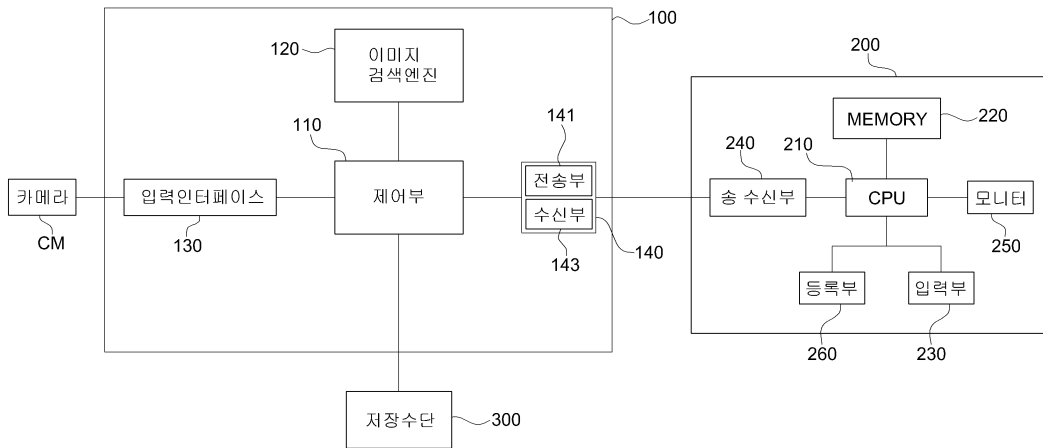 100
120
이미지
검색엔진
200
110
141
MEMORY
220
240
210
카메라
입력인터페이스
제어부
전송부
수신부
송 수신부
CPU
모니터
CM
130
143
140
250
등록부
입력부
260
230
저장수단
300